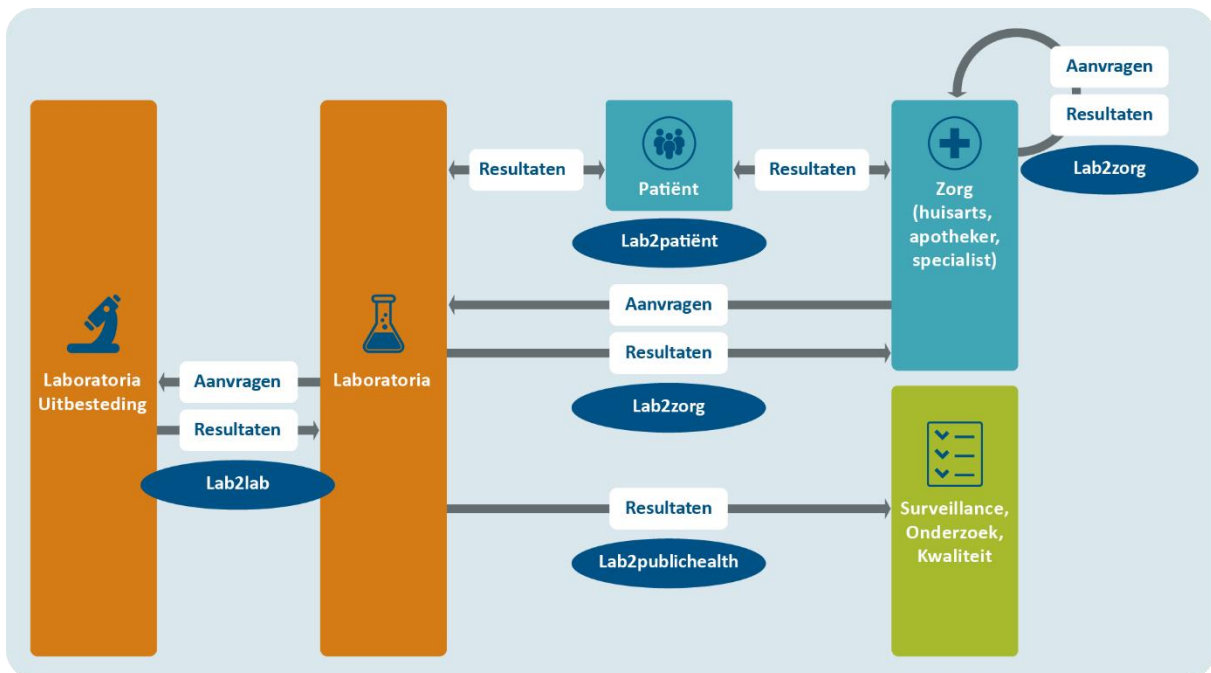 Aanvragen
Resultaten
Lab2zorg
Resultaten
Patiënt
Resultaten
Lab2patiënt
Zorg
(huisarts,
apotheker,
specialist)
Aanvragen
Resultaten
Lab2zorg
Laboratoria
Uitbesteding
Aanvragen
Resultaten
Lab2lab
Laboratoria
Resultaten
Lab2publichealth
Surveillance,
Onderzoek,
Kwaliteit